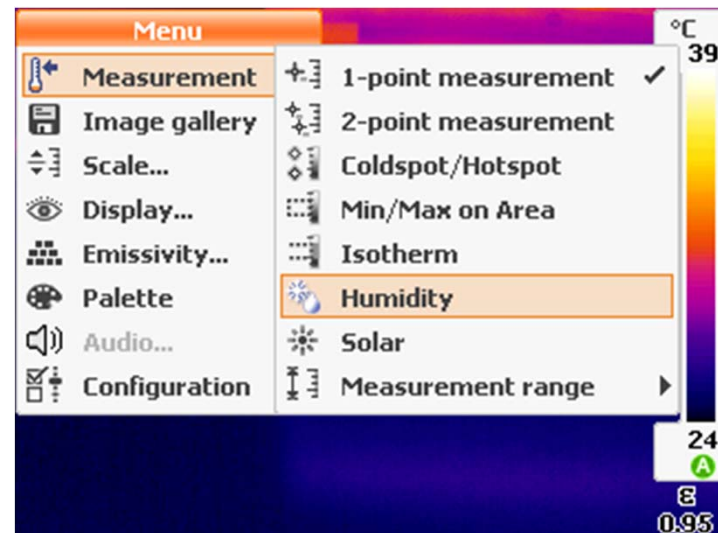 Menu
Measurement
Image gallery
Scale...
Display...
Emissivity...
Palette
Audio...
Configuration
1-point measurement
2-point measurement
Coldspot/Hotspot
Min/Max on Area
Isotherm
Humidity
Solar
Measurement range
°C
39
24
A
ε
0.95